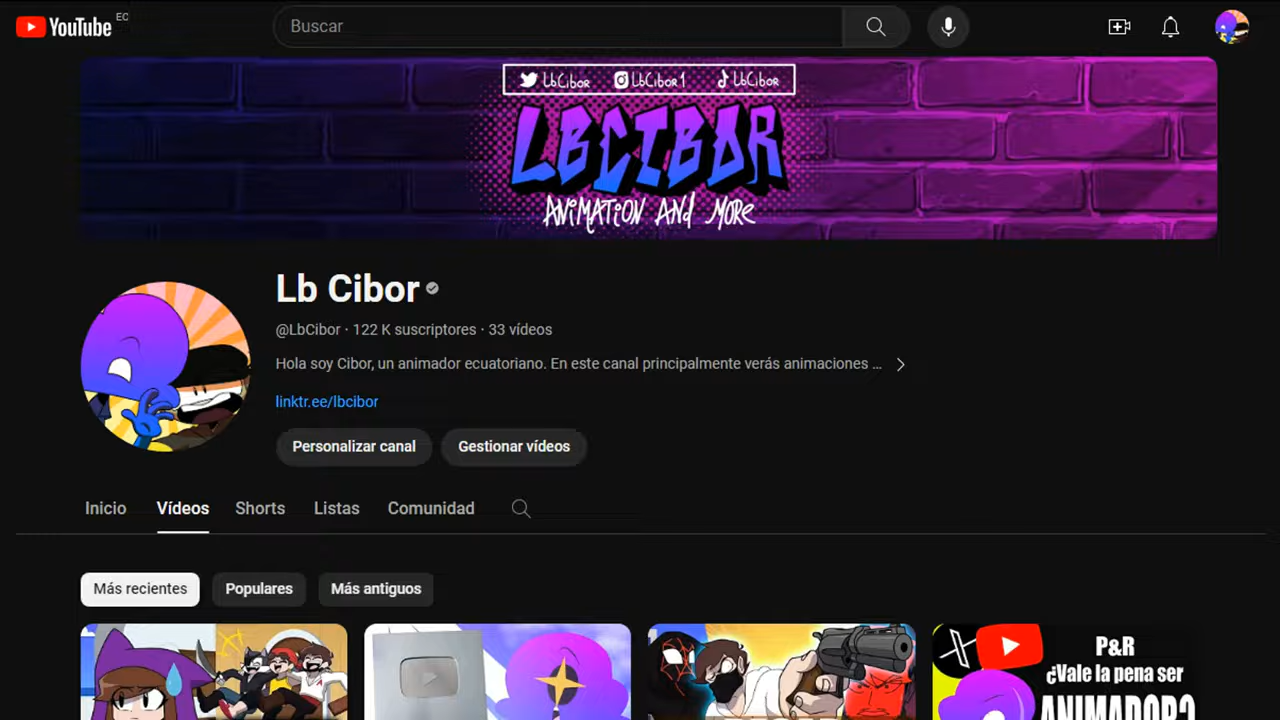 YouTube EC
Buscar
LbCibor LbCibor1 LbCibor
LBCIBOR
ANiMATiON ANd MORe
Lb Cibor
@LbCibor · 122 K suscriptores · 33 vídeos
Hola soy Cibor, un animador ecuatoriano. En este canal principalmente verás animaciones ...
linktr.ee/lbcibor
Personalizar canal
Gestionar vídeos
Inicio Vídeos Shorts Listas Comunidad
Más recientes Populares Más antiguos
P&R
¿Vale la pena ser
ANIMADOR?